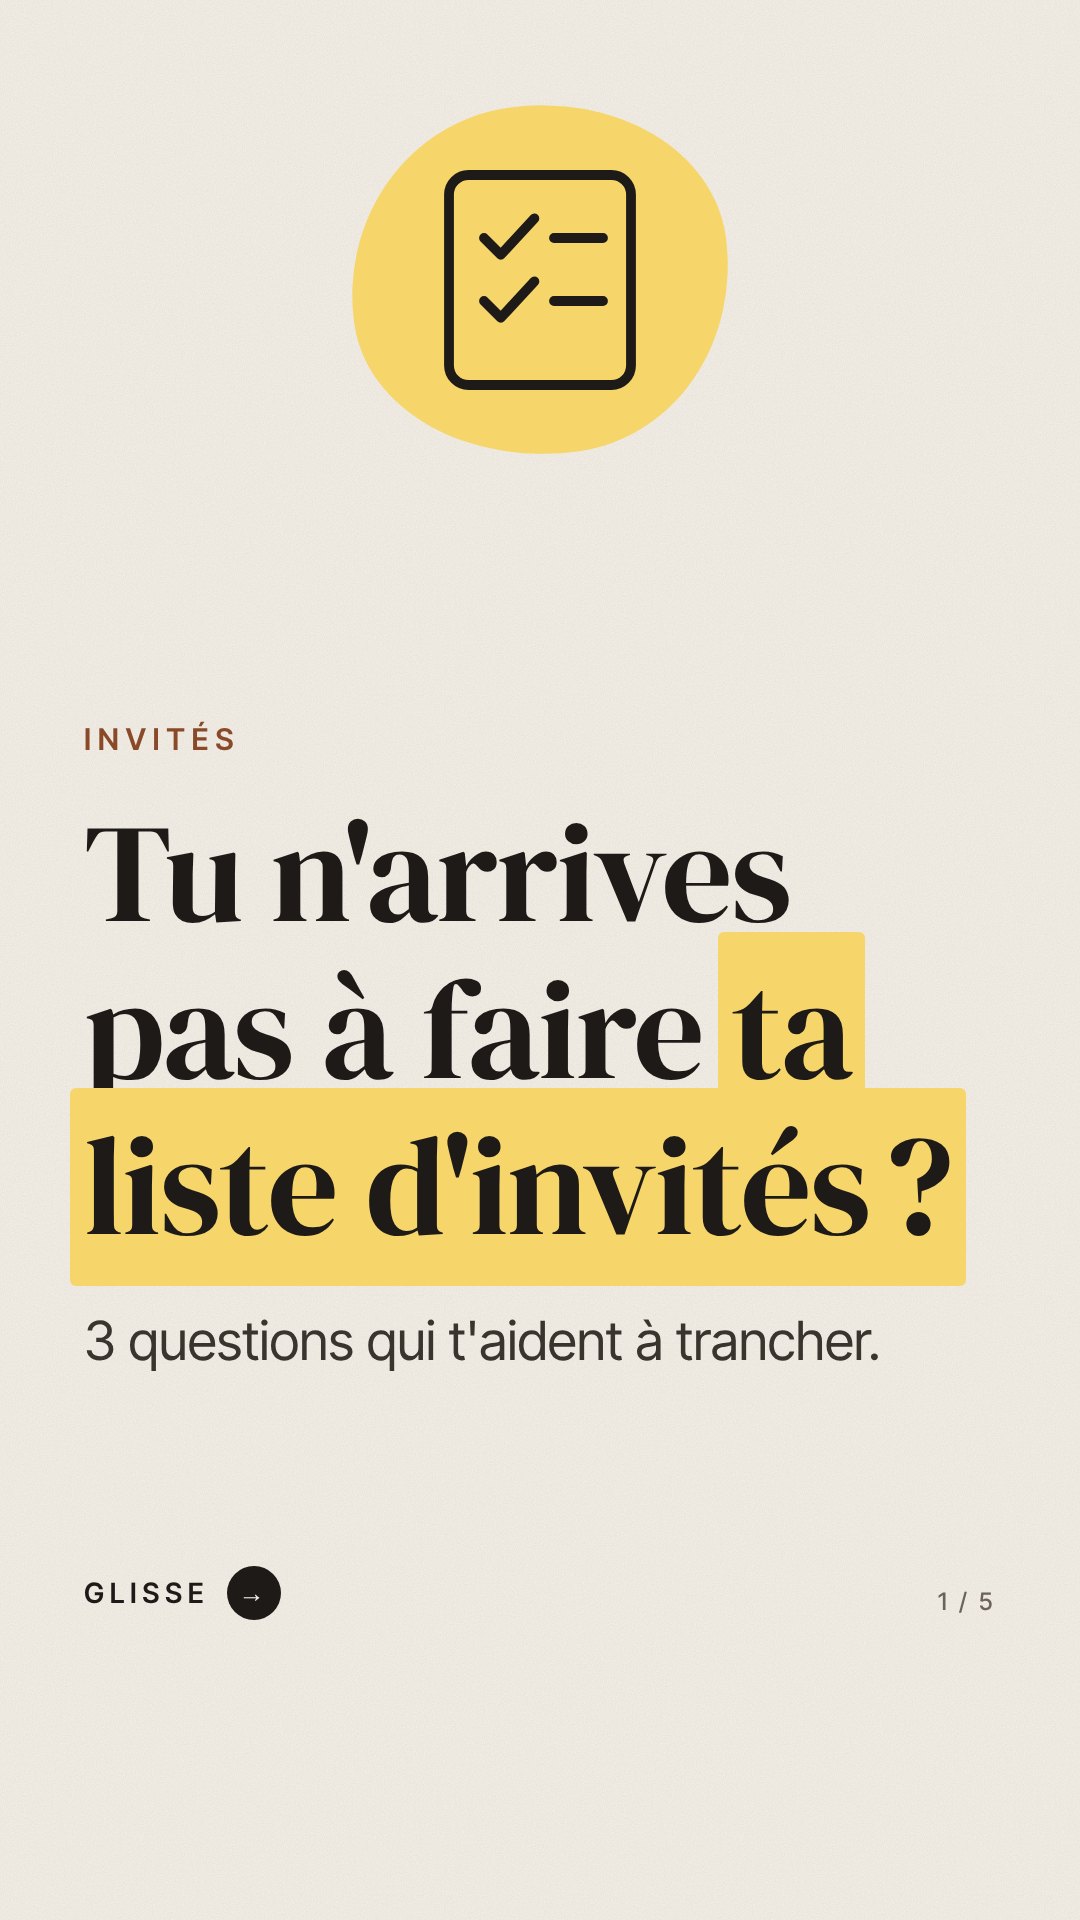 INVITÉS
Tu n'arrives
pas à faire ta
liste d'invités ?
3 questions qui t'aident à trancher.
GLISSE →
1 / 5